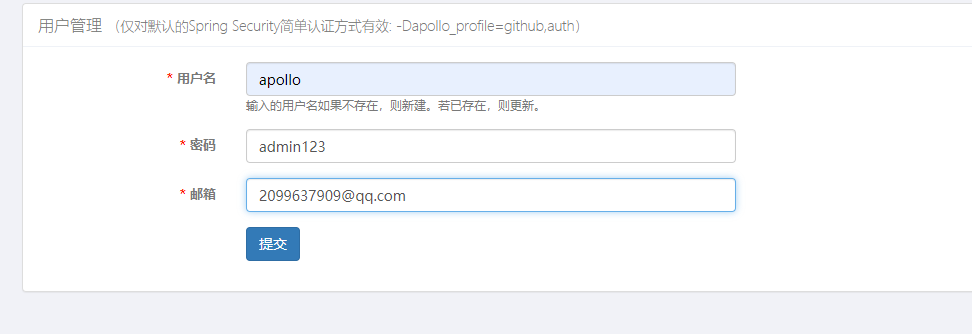 用户管理 （仅对默认的Spring Security简单认证方式有效: -Dapollo_profile=github,auth）
* 用户名 apollo
输入的用户名如果不存在，则新建。若已存在，则更新。
* 密码 admin123
* 邮箱 2099637909@qq.com
提交